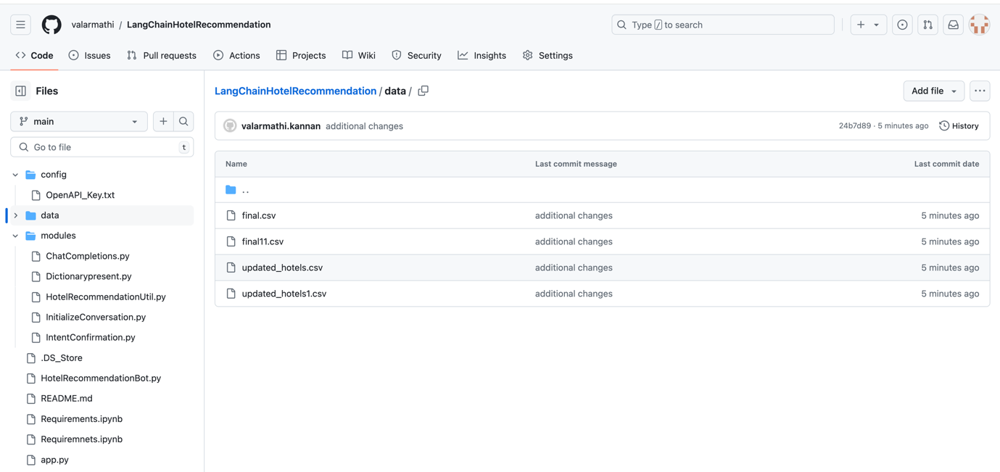 valarmathi / LangChainHotelRecommendation
Type / to search
Code Issues Pull requests Actions Projects Wiki Security Insights Settings
Files
main
Go to file t
config
OpenAPI_Key.txt
data
modules
ChatCompletions.py
Dictionarypresent.py
HotelRecommendationUtil.py
InitializeConversation.py
IntentConfirmation.py
.DS_Store
HotelRecommendationBot.py
README.md
Requirements.ipynb
Requiremnets.ipynb
app.py
LangChainHotelRecommendation / data /
Add file
valarmathi.kannan additional changes 24b7d89 · 5 minutes ago History
Name Last commit message Last commit date
..
final.csv additional changes 5 minutes ago
final11.csv additional changes 5 minutes ago
updated_hotels.csv additional changes 5 minutes ago
updated_hotels1.csv additional changes 5 minutes ago